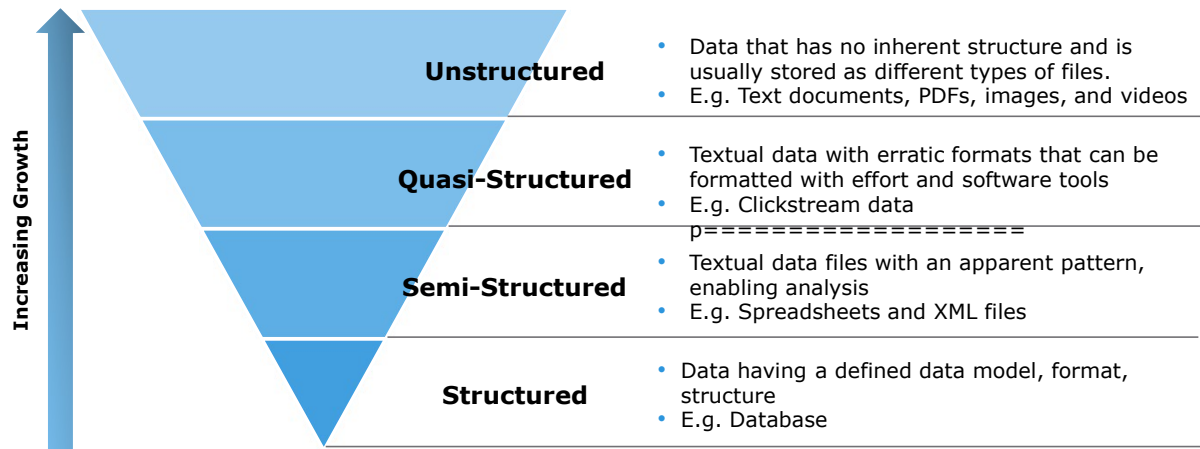 Increasing Growth
Unstructured
• Data that has no inherent structure and is
usually stored as different types of files.
• E.g. Text documents, PDFs, images, and videos
Quasi-Structured
• Textual data with erratic formats that can be
formatted with effort and software tools
• E.g. Clickstream data
p===================
Semi-Structured
• Textual data files with an apparent pattern,
enabling analysis
• E.g. Spreadsheets and XML files
Structured
• Data having a defined data model, format,
structure
• E.g. Database